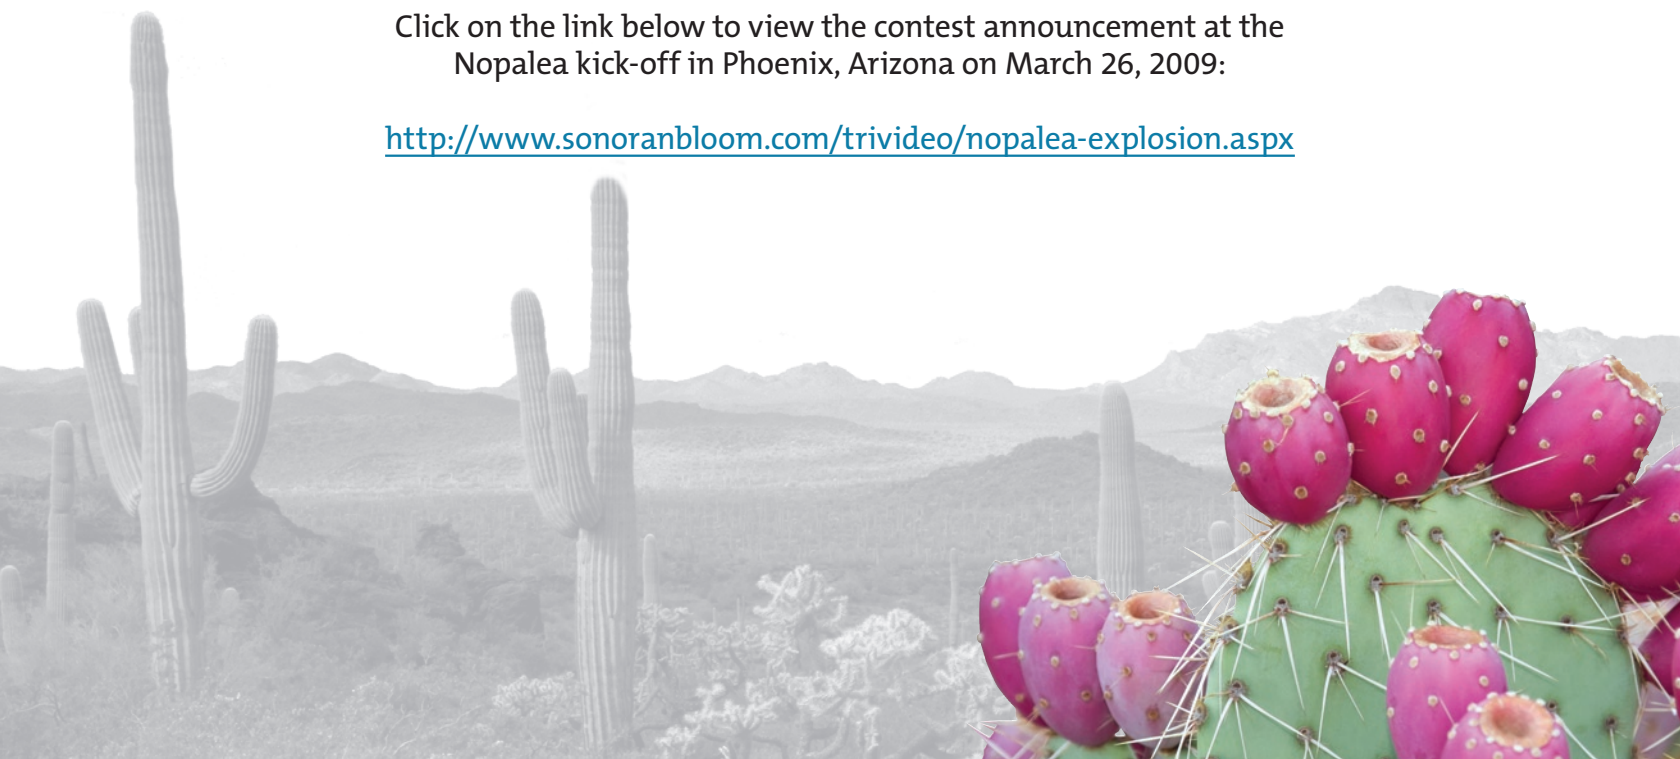 Click on the link below to view the contest announcement at the
Nopalea kick-off in Phoenix, Arizona on March 26, 2009:
http://www.sonoranbloom.com/trivideo/nopalea-explosion.aspx